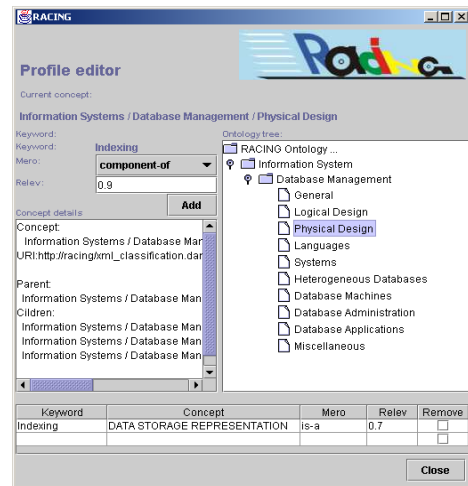 RACING
Racing
Profile editor
Current concept:
Information Systems / Database Management / Physical Design
Keyword:
Keyword: Indexing
Mero: component-of
Relev: 0.9
Add
Concept details
Concept:
Information Systems / Database Man
URI:http://racing/xml_classification.dar
Parent:
Information Systems / Database Man
Cildren:
Information Systems / Database Man
Information Systems / Database Man
Information Systems / Database Man
Ontology tree:
RACING Ontology ...
Information System
Database Management
General
Logical Design
Physical Design
Languages
Systems
Heterogeneous Databases
Database Machines
Database Administration
Database Applications
Miscellaneous
Keyword Concept Mero Relev Remove
Indexing DATA STORAGE REPRESENTATION is-a 0.7
Close